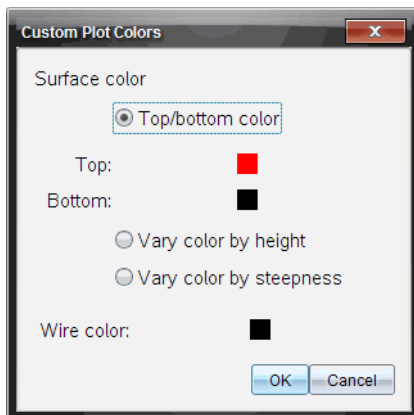 Custom Plot Colors
Surface color
Top/bottom color
Top:
Bottom:
Vary color by height
Vary color by steepness
Wire color:
OK Cancel